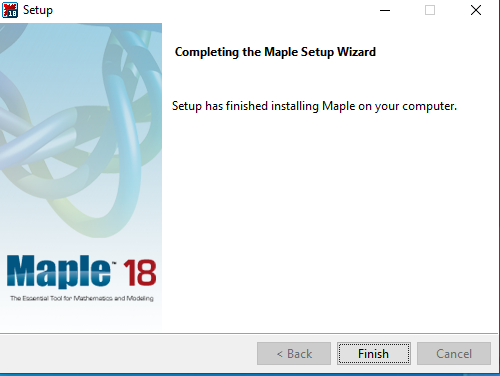 18
Setup
Completing the Maple Setup Wizard
Setup has finished installing Maple on your computer.
Maple™ 18
The Essential Tool for Mathematics and Modeling
< Back
Finish
Cancel